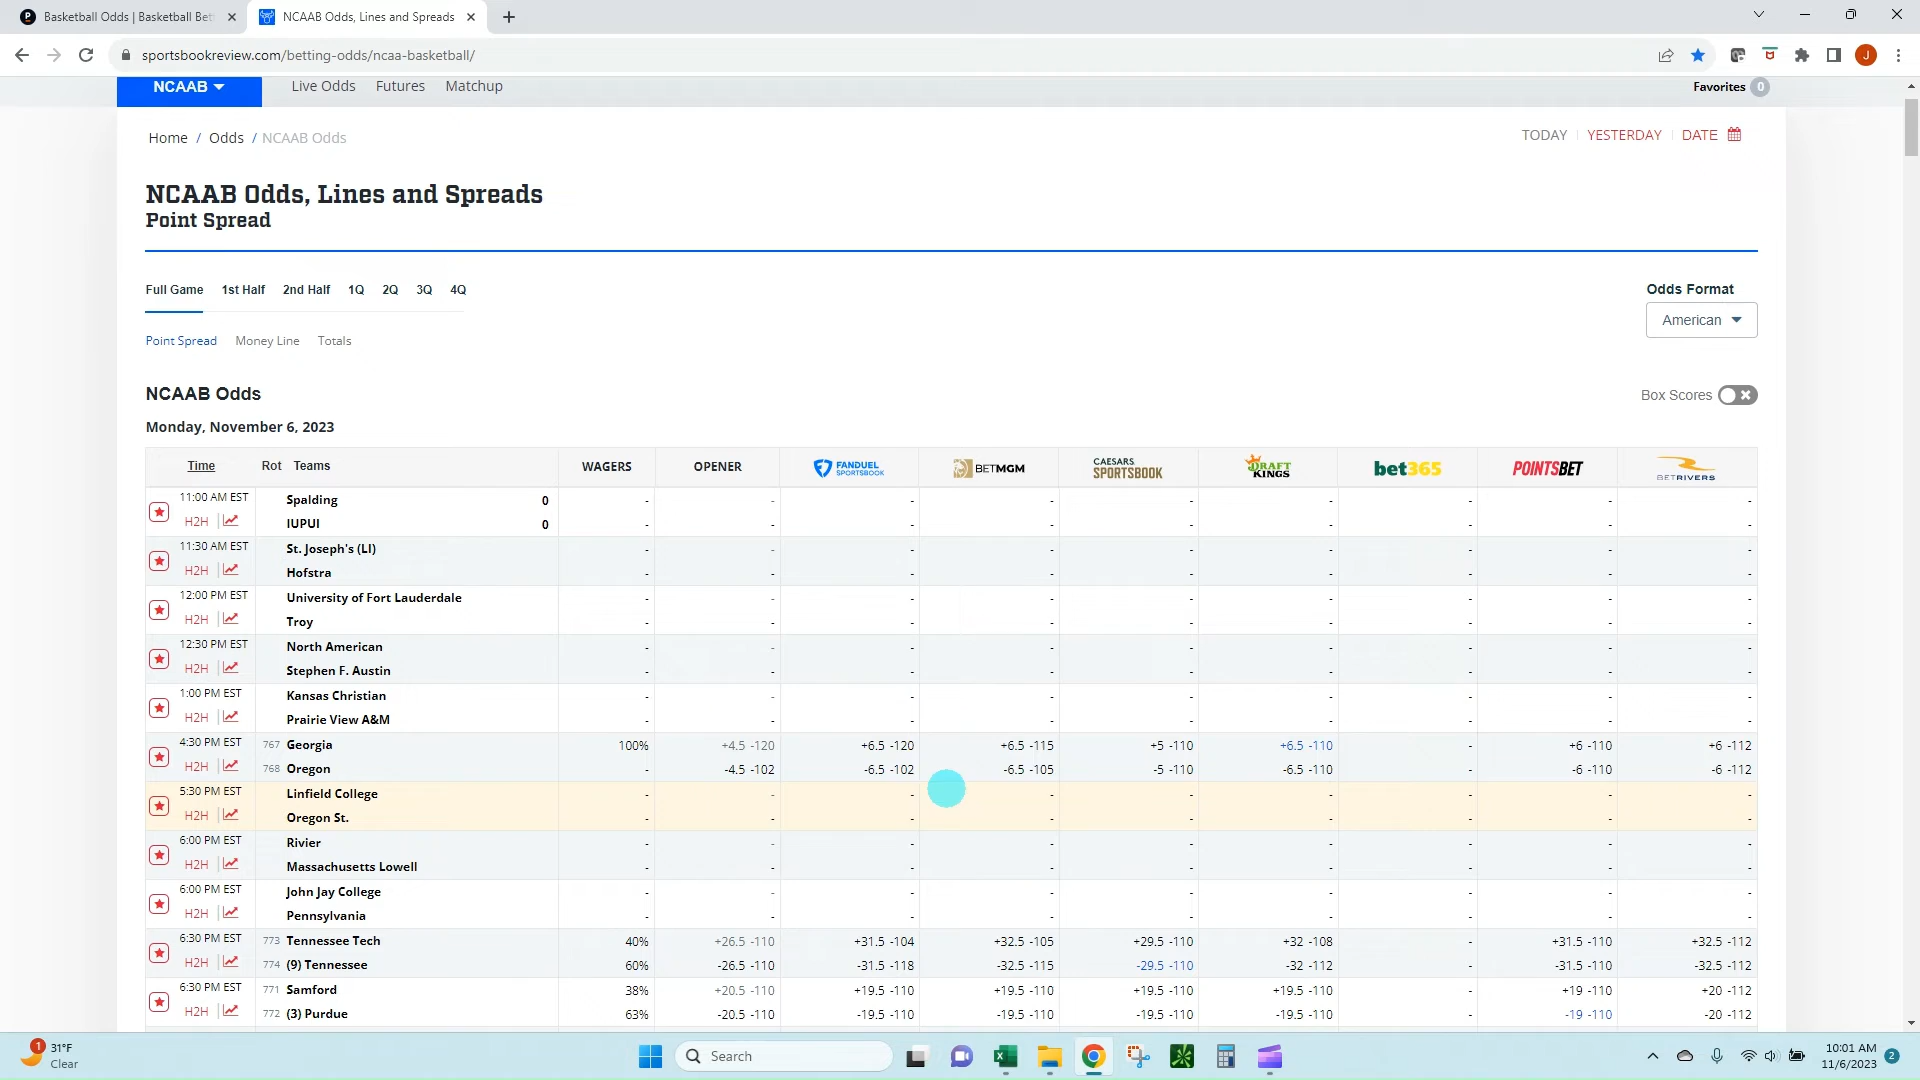 Basketball Odds | Basketball Bet
NCAAB Odds, Lines and Spreads
sportsbookreview.com/betting-odds/ncaa-basketball/
J
NCAAB Live Odds Futures Matchup Favorites 0
Home / Odds / NCAAB Odds TODAY YESTERDAY DATE
NCAAB Odds, Lines and Spreads
Point Spread
Full Game 1st Half 2nd Half 1Q 2Q 3Q 4Q
Odds Format
American
Point Spread Money Line Totals
NCAAB Odds
Box Scores
Monday, November 6, 2023
Time Rot Teams WAGERS OPENER FANDUEL SPORTSBOOK BETMGM CAESARS SPORTSBOOK DRAFT KINGS bet365 POINTSBET BETRIVERS
11:00 AM EST Spalding 0 - - - - - - - - -
H2H IUPUI 0 - - - - - - - - -
11:30 AM EST St. Joseph's (LI) - - - - - - - - -
H2H Hofstra - - - - - - - - -
12:00 PM EST University of Fort Lauderdale - - - - - - - - -
H2H Troy - - - - - - - - -
12:30 PM EST North American - - - - - - - - -
H2H Stephen F. Austin - - - - - - - - -
1:00 PM EST Kansas Christian - - - - - - - - -
H2H Prairie View A&M - - - - - - - - -
4:30 PM EST 767 Georgia 100% +4.5 -120 +6.5 -120 +6.5 -115 +5 -110 +6.5 -110 - +6 -110 +6 -112
H2H 768 Oregon - -4.5 -102 -6.5 -102 -6.5 -105 -5 -110 -6.5 -110 - -6 -110 -6 -112
5:30 PM EST Linfield College - - - - - - - - -
H2H Oregon St. - - - - - - - - -
6:00 PM EST Rivier - - - - - - - - -
H2H Massachusetts Lowell - - - - - - - - -
6:00 PM EST John Jay College - - - - - - - - -
H2H Pennsylvania - - - - - - - - -
6:30 PM EST 773 Tennessee Tech 40% +26.5 -110 +31.5 -104 +32.5 -105 +29.5 -110 +32 -108 - +31.5 -110 +32.5 -112
H2H 774 (9) Tennessee 60% -26.5 -110 -31.5 -118 -32.5 -115 -29.5 -110 -32 -112 - -31.5 -110 -32.5 -112
6:30 PM EST 771 Samford 38% +20.5 -110 +19.5 -110 +19.5 -110 +19.5 -110 +19.5 -110 - +19 -110 +20 -112
H2H 772 (3) Purdue 63% -20.5 -110 -19.5 -110 -19.5 -110 -19.5 -110 -19.5 -110 - -19 -110 -20 -112
1 31°F
Clear
Search
10:01 AM
11/6/2023
2